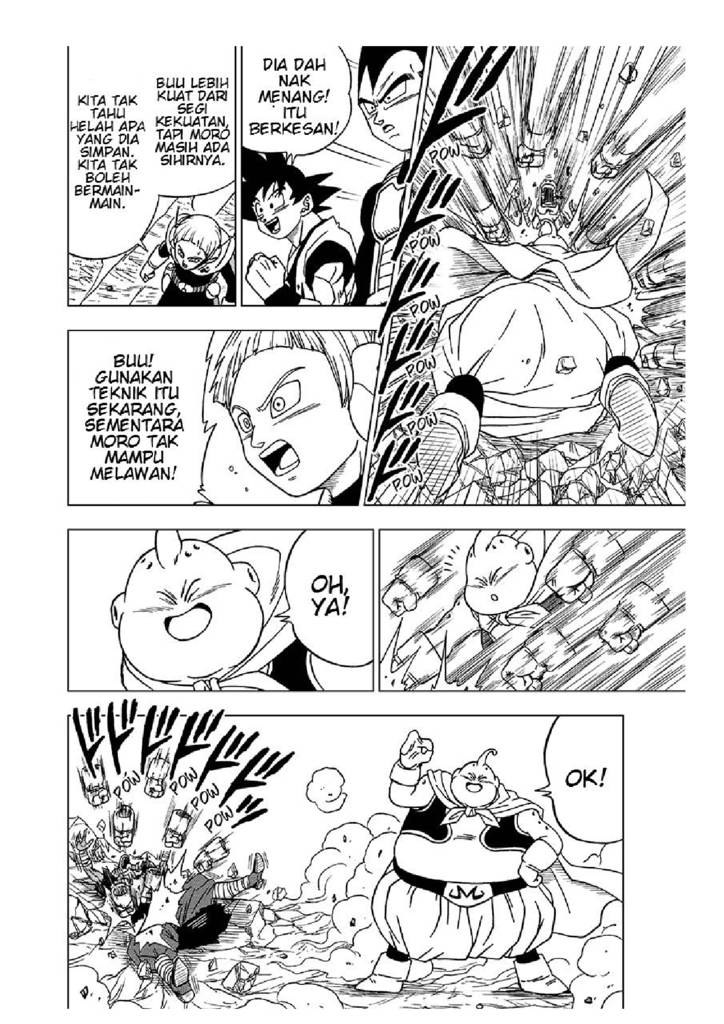 POW
POW
POW
POW
POW
POW
DIA DAH
NAK
MENANG!
ITU
BERKESAN!
BUU LEBIH
KUAT DARI
SEGI
KEKUATAN,
TAPI MORO
MASIH ADA
SIHIRNYA.
KITA TAK
TAHU
HELAH APA
YANG DIA
SIMPAN.
KITA TAK
BOLEH
BERMAIN-
MAIN.
BUU!
GUNAKAN
TEKNIK ITU
SEKARANG,
SEMENTARA
MORO TAK
MAMPU
MELAWAN!
OH,
YA!
OK!
POW
POW
POW
POW
M